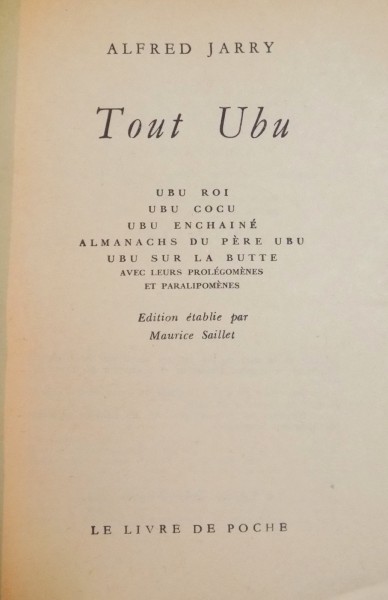 ALFRED JARRY
Tout Ubu
UBU ROI
UBU COCU
UBU ENCHAINÉ
ALMANACHS DU PÈRE UBU
UBU SUR LA BUTTE
AVEC LEURS PROLÉGOMÈNES
ET PARALIPOMÈNES
Edition établie par
Maurice Saillet
LE LIVRE DE POCHE